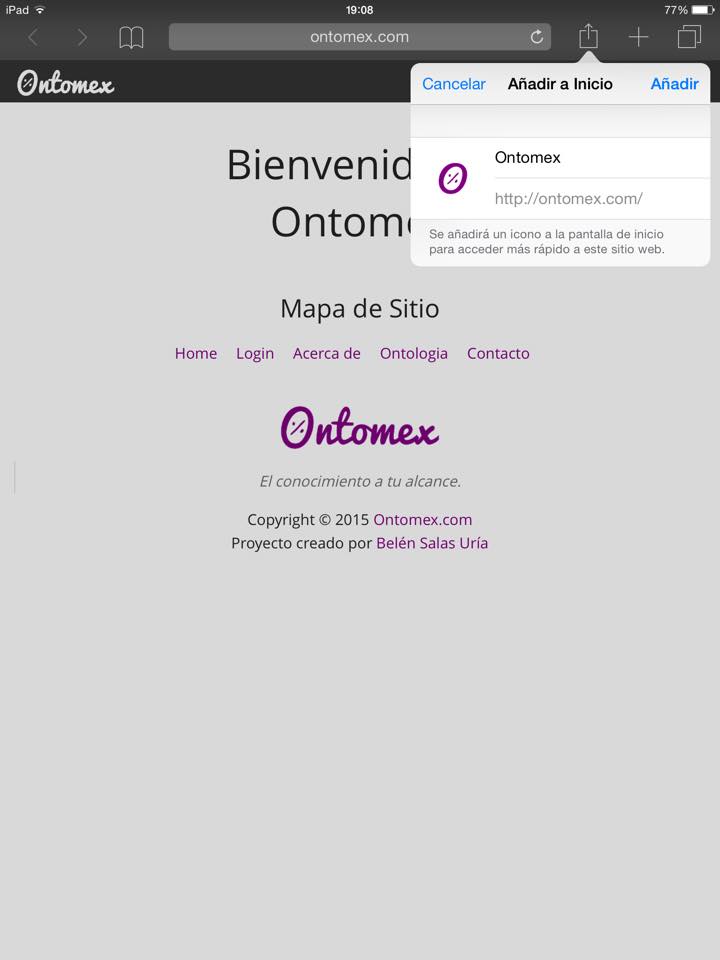 iPad 19:08 77%
ontomex.com
Ontomex
Cancelar Añadir a Inicio Añadir
Ontomex
http://ontomex.com/
Se añadirá un icono a la pantalla de inicio
para acceder más rápido a este sitio web.
Bienvenid
Ontom
Mapa de Sitio
Home Login Acerca de Ontologia Contacto
Ontomex
El conocimiento a tu alcance.
Copyright © 2015 Ontomex.com
Proyecto creado por Belén Salas Uría